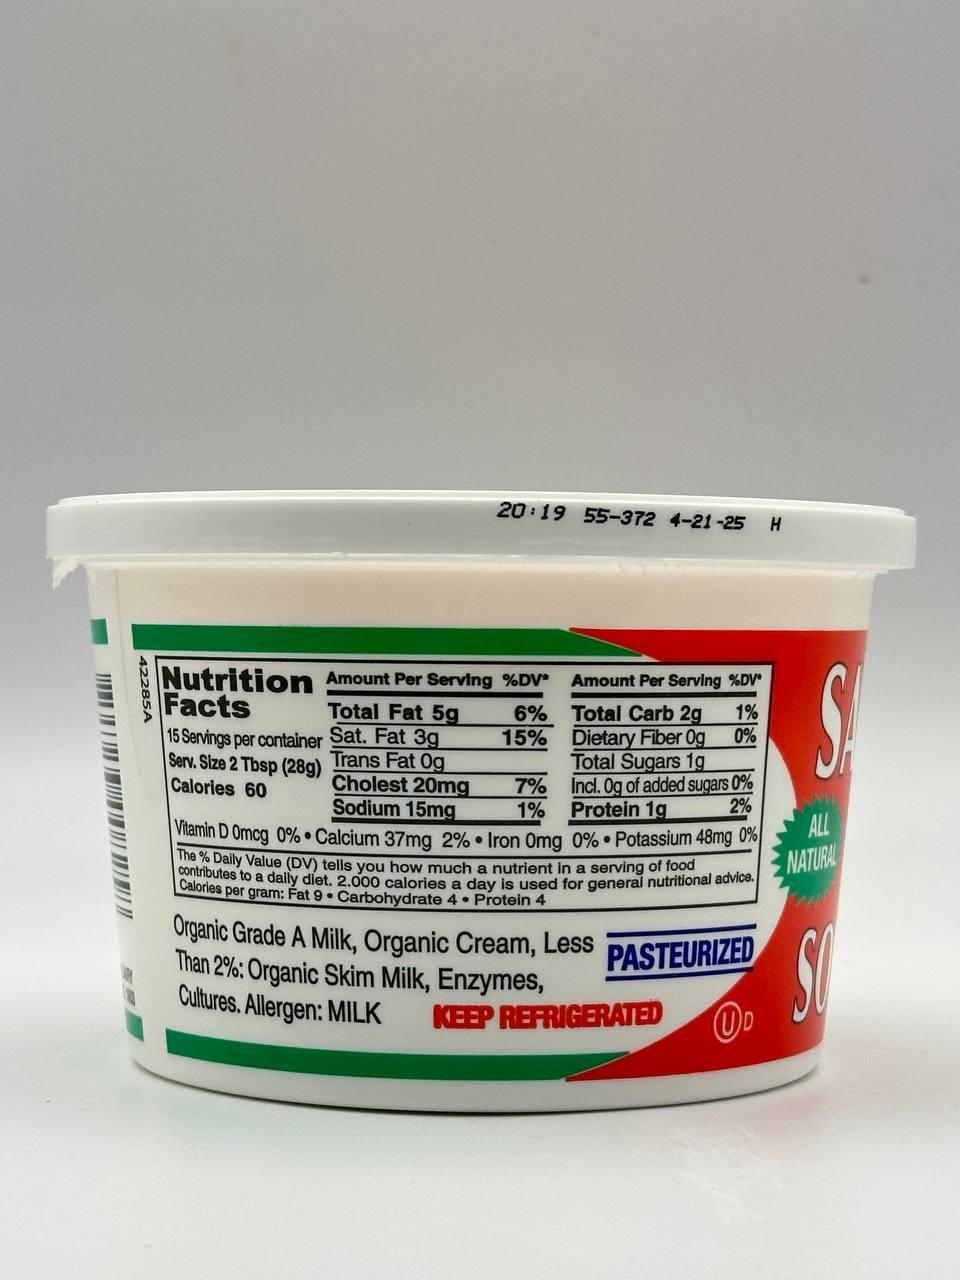 20:19 55-372 4-21-25 H
42285A
Nutrition
Facts
15 Servings per container
Serv. Size 2 Tbsp (28g)
Calories 60
Amount Per Serving %DV*
Total Fat 5g 6%
Sat. Fat 3g 15%
Trans Fat 0g
Cholest 20mg 7%
Sodium 15mg 1%
Amount Per Serving %DV*
Total Carb 2g 1%
Dietary Fiber 0g 0%
Total Sugars 1g
Incl. 0g of added sugars 0%
Protein 1g 2%
Vitamin D 0mcg 0% • Calcium 37mg 2% • Iron 0mg 0% • Potassium 48mg 0%
The % Daily Value (DV) tells you how much a nutrient in a serving of food
contributes to a daily diet. 2.000 calories a day is used for general nutritional advice.
Calories per gram: Fat 9 • Carbohydrate 4 • Protein 4
Organic Grade A Milk, Organic Cream, Less
Than 2%: Organic Skim Milk, Enzymes,
Cultures. Allergen: MILK
PASTEURIZED
KEEP REFRIGERATED
U D
SA
ALL
NATURAL
SO